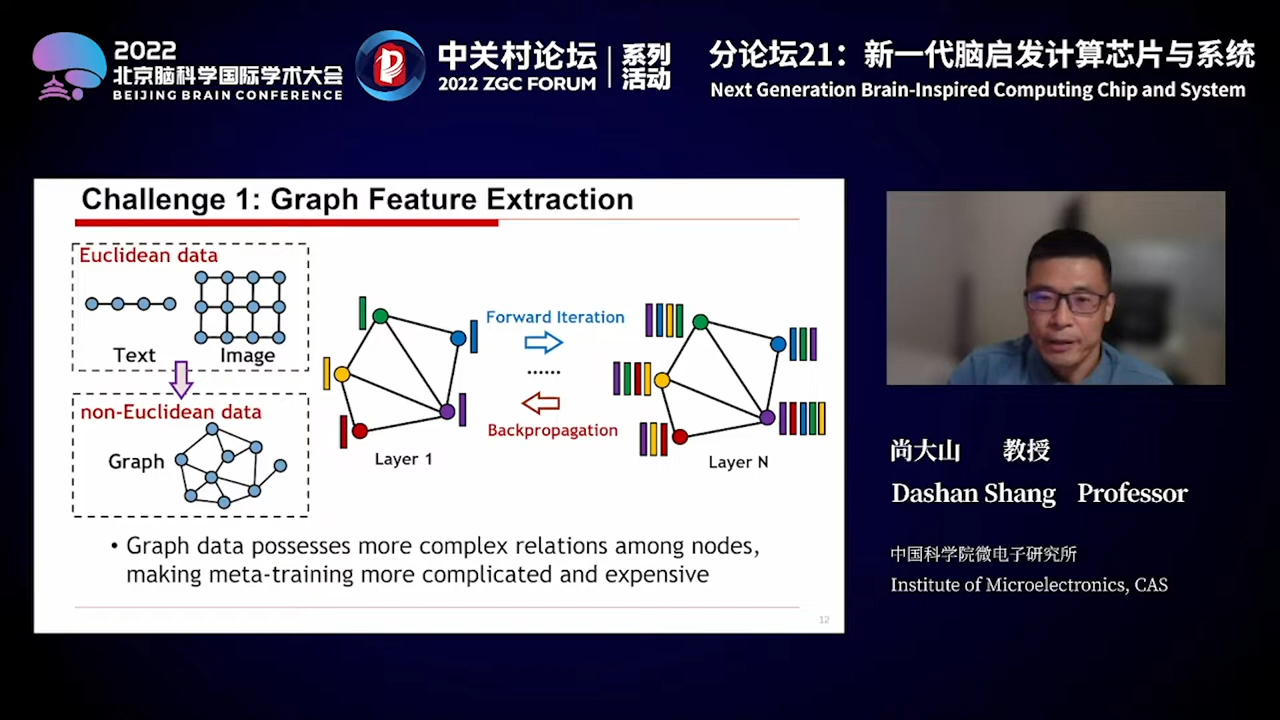 2022
北京脑科学国际学术大会
BEIJING BRAIN CONFERENCE
中关村论坛
2022 ZGC FORUM
系列
活动
分论坛21：新一代脑启发计算芯片与系统
Next Generation Brain-Inspired Computing Chip and System
Challenge 1: Graph Feature Extraction
Euclidean data
Text
Image
non-Euclidean data
Graph
Forward Iteration
......
Backpropagation
Layer 1
Layer N
• Graph data possesses more complex relations among nodes,
making meta-training more complicated and expensive
12
尚大山 教授
Dashan Shang Professor
中国科学院微电子研究所
Institute of Microelectronics, CAS